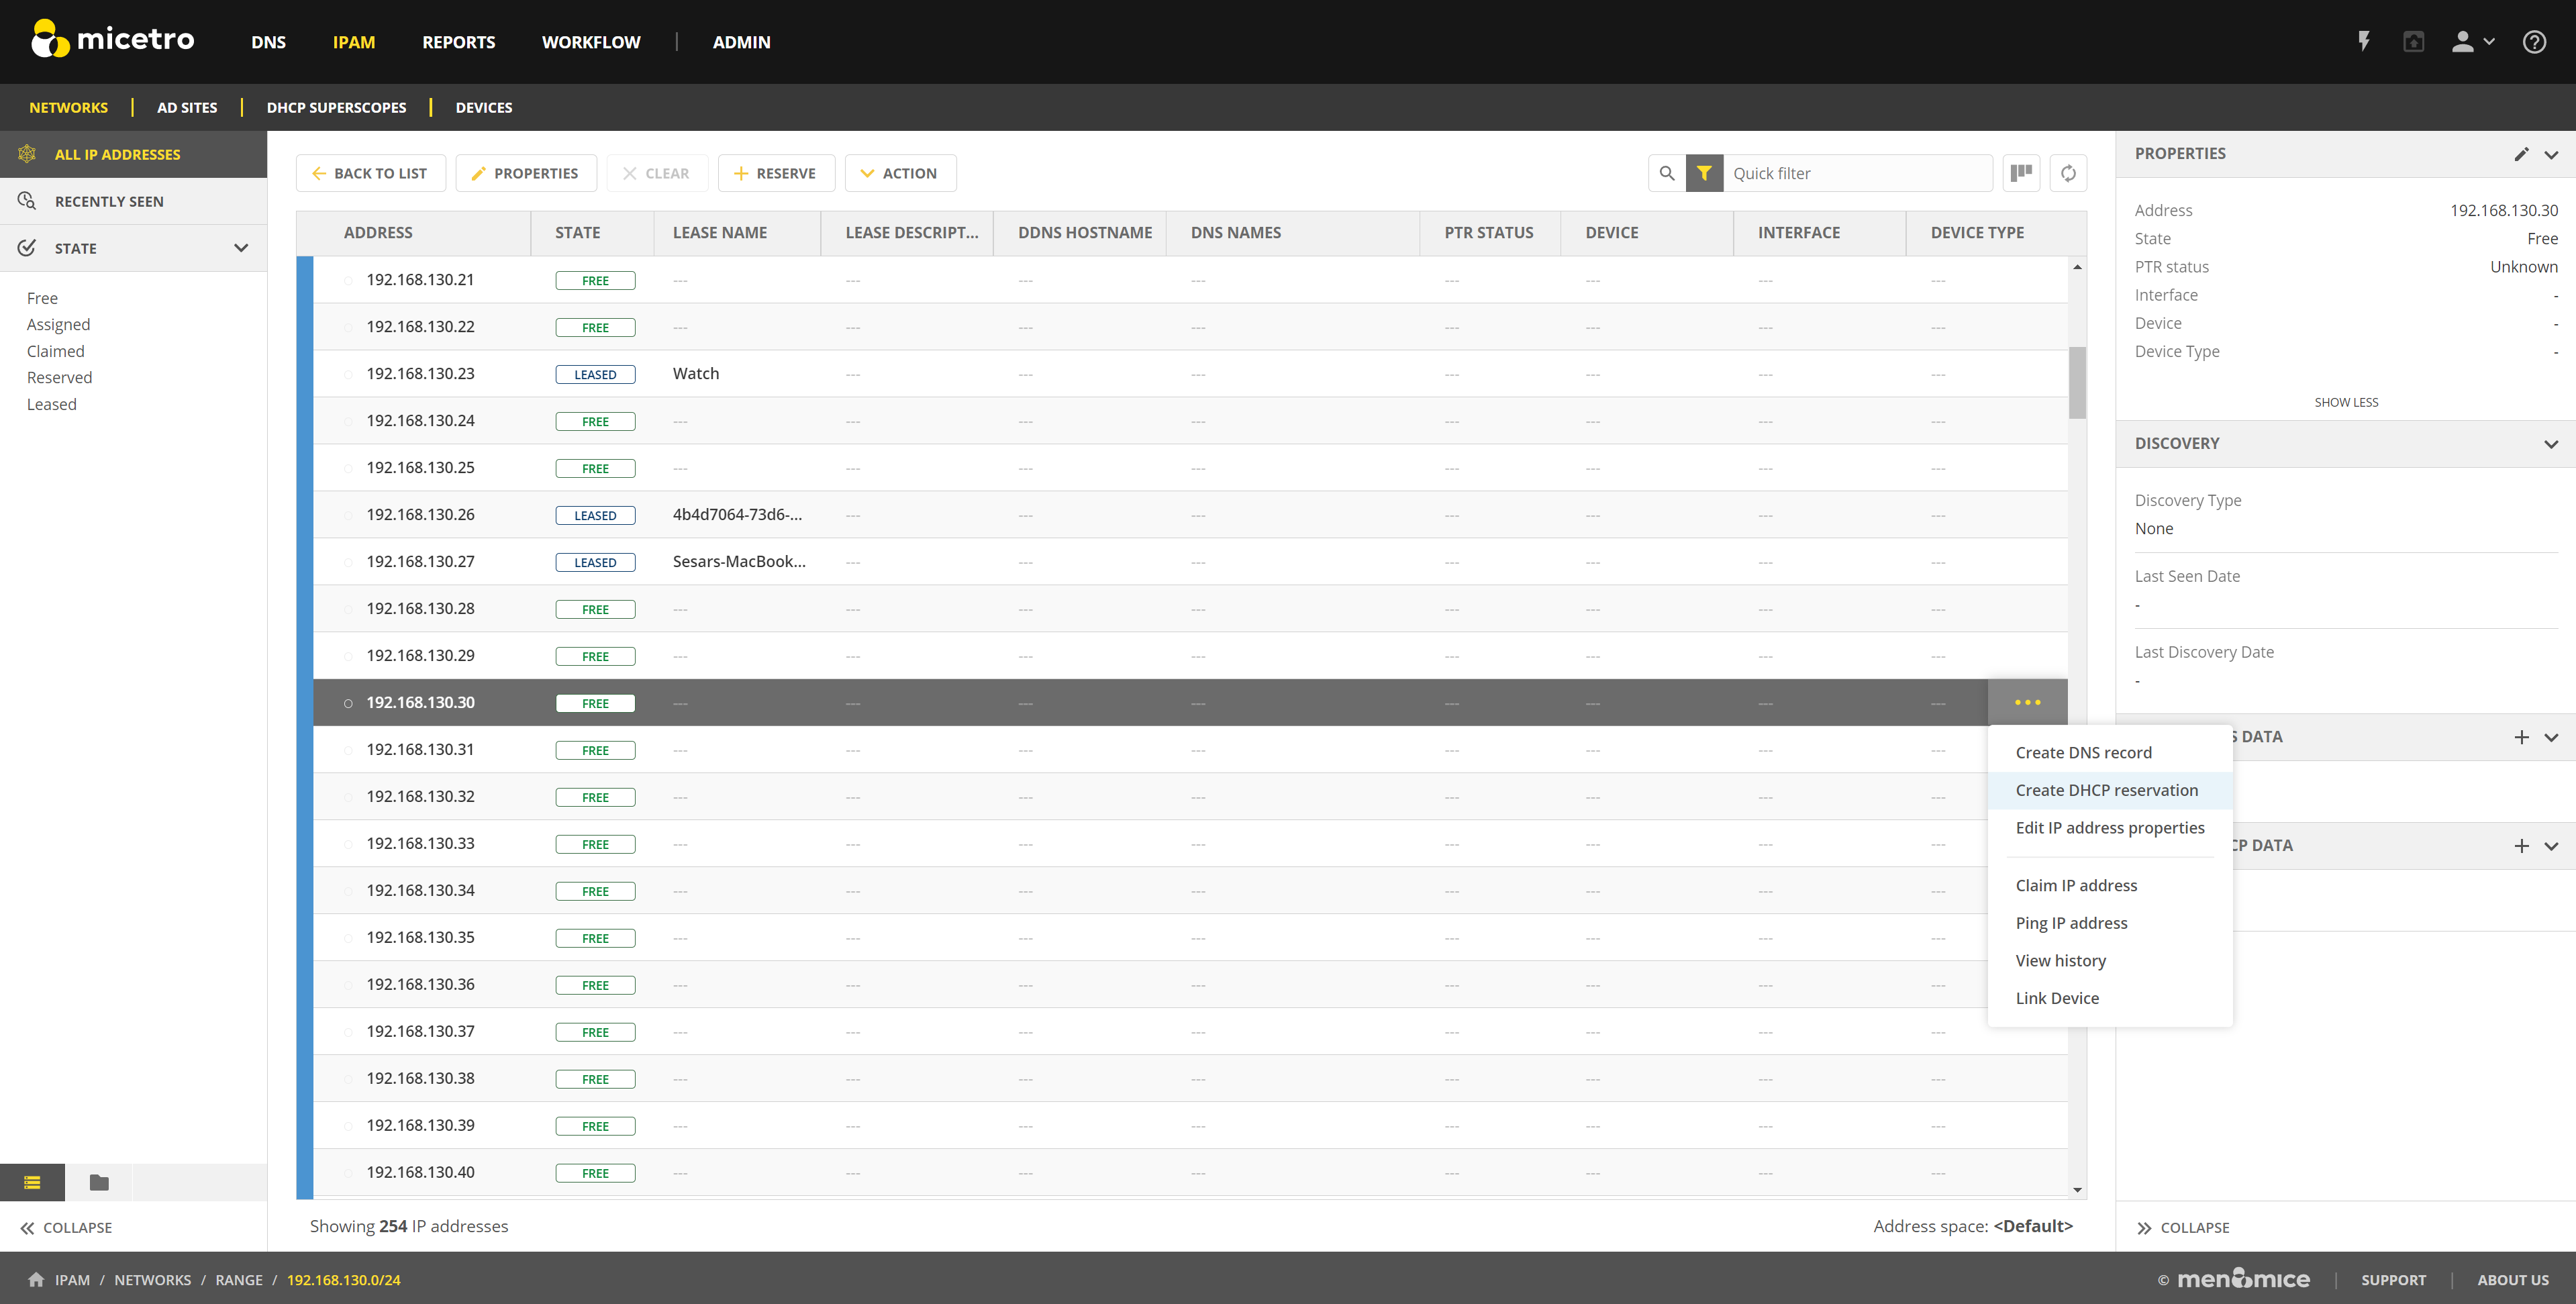 micetro DNS IPAM REPORTS WORKFLOW | ADMIN
NETWORKS | AD SITES | DHCP SUPERSCOPES | DEVICES
ALL IP ADDRESSES
RECENTLY SEEN
STATE
Free
Assigned
Claimed
Reserved
Leased
COLLAPSE
BACK TO LIST PROPERTIES CLEAR RESERVE ACTION Quick filter
ADDRESS STATE LEASE NAME LEASE DESCRIPT... DDNS HOSTNAME DNS NAMES PTR STATUS DEVICE INTERFACE DEVICE TYPE
192.168.130.21 FREE --- --- --- --- --- --- --- ---
192.168.130.22 FREE --- --- --- --- --- --- --- ---
192.168.130.23 LEASED Watch --- --- --- --- --- --- ---
192.168.130.24 FREE --- --- --- --- --- --- --- ---
192.168.130.25 FREE --- --- --- --- --- --- --- ---
192.168.130.26 LEASED 4b4d7064-73d6-... --- --- --- --- --- --- ---
192.168.130.27 LEASED Sesars-MacBook... --- --- --- --- --- --- ---
192.168.130.28 FREE --- --- --- --- --- --- --- ---
192.168.130.29 FREE --- --- --- --- --- --- --- ---
192.168.130.30 FREE --- --- --- --- --- --- --- --- •••
192.168.130.31 FREE --- --- --- --- --- --- --- ---
192.168.130.32 FREE --- --- --- --- --- --- --- ---
192.168.130.33 FREE --- --- --- --- --- --- --- ---
192.168.130.34 FREE --- --- --- --- --- --- --- ---
192.168.130.35 FREE --- --- --- --- --- --- --- ---
192.168.130.36 FREE --- --- --- --- --- --- --- ---
192.168.130.37 FREE --- --- --- --- --- --- --- ---
192.168.130.38 FREE --- --- --- --- --- --- --- ---
192.168.130.39 FREE --- --- --- --- --- --- --- ---
192.168.130.40 FREE --- --- --- --- --- --- --- ---
Showing 254 IP addresses Address space: <Default>
Create DNS record
Create DHCP reservation
Edit IP address properties
Claim IP address
Ping IP address
View history
Link Device
PROPERTIES
Address 192.168.130.30
State Free
PTR status Unknown
Interface -
Device -
Device Type -
SHOW LESS
DISCOVERY
Discovery Type
None
Last Seen Date
-
Last Discovery Date
-
S DATA
CP DATA
COLLAPSE
IPAM / NETWORKS / RANGE / 192.168.130.0/24
© men&mice | SUPPORT | ABOUT US